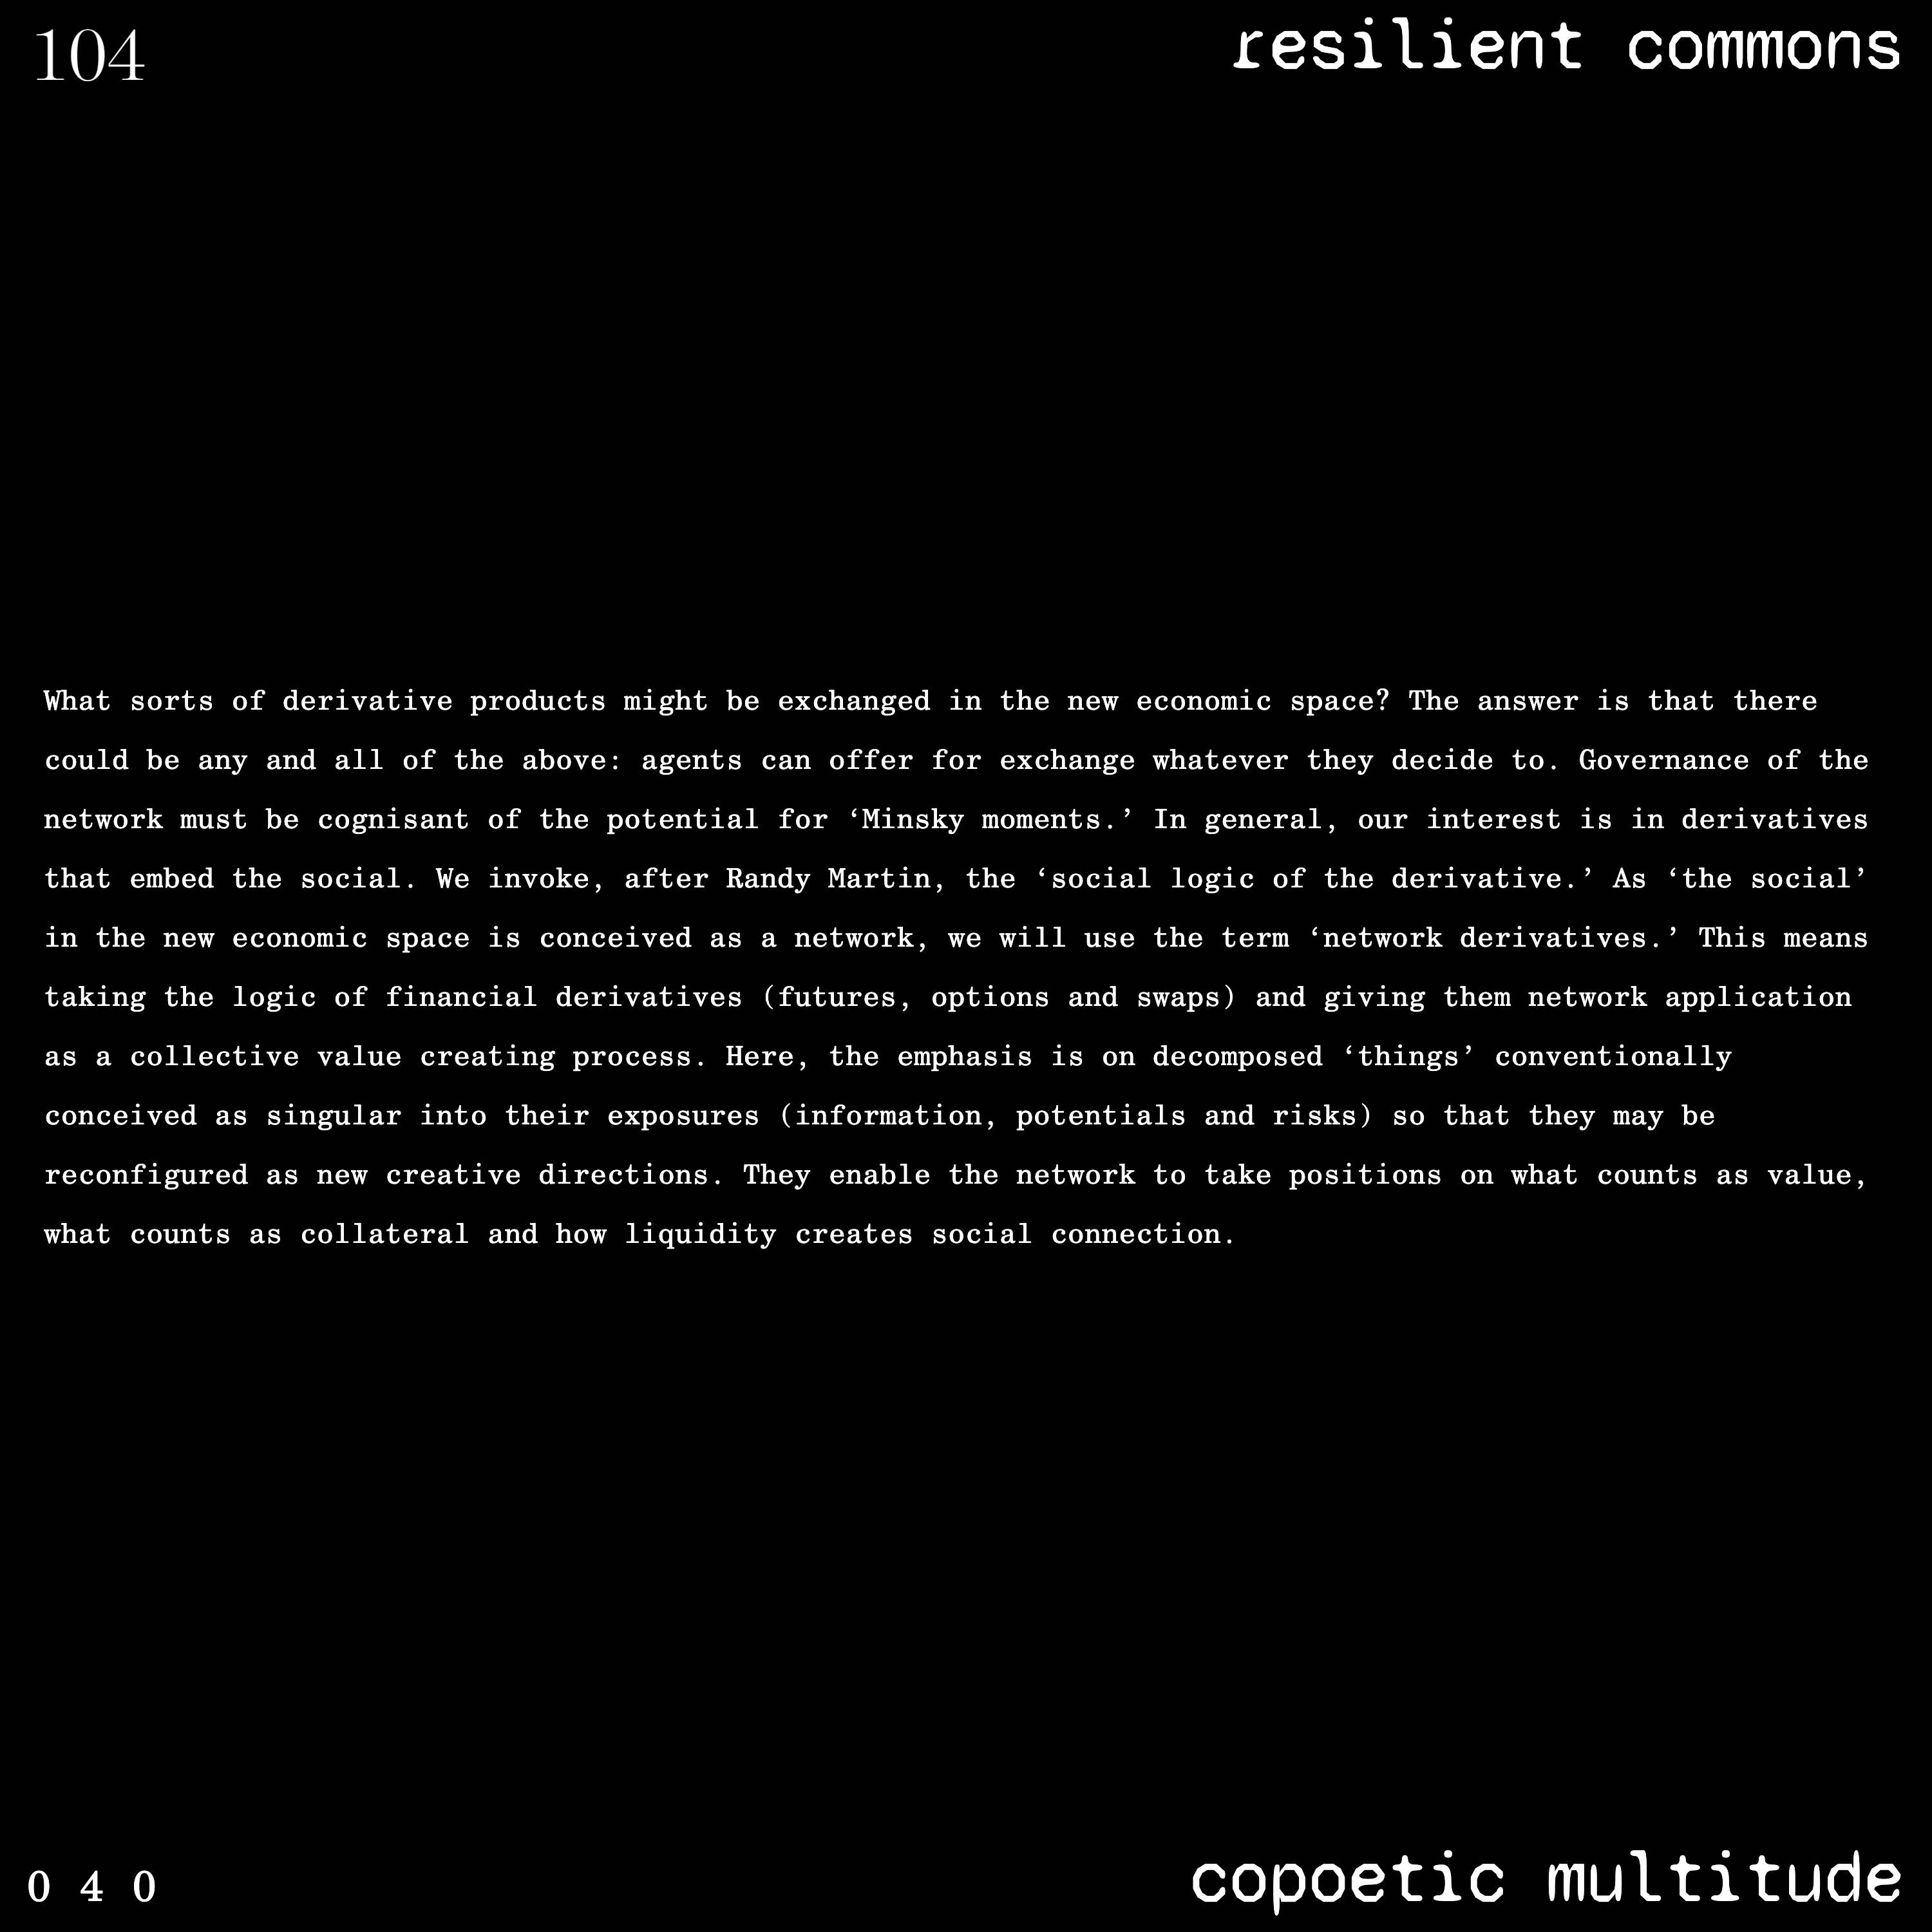 104
resilient commons
What sorts of derivative products might be exchanged in the new economic space? The answer is that there
could be any and all of the above: agents can offer for exchange whatever they decide to. Governance of the
network must be cognisant of the potential for ‘Minsky moments.’ In general, our interest is in derivatives
that embed the social. We invoke, after Randy Martin, the ‘social logic of the derivative.’ As ‘the social’
in the new economic space is conceived as a network, we will use the term ‘network derivatives.’ This means
taking the logic of financial derivatives (futures, options and swaps) and giving them network application
as a collective value creating process. Here, the emphasis is on decomposed ‘things’ conventionally
conceived as singular into their exposures (information, potentials and risks) so that they may be
reconfigured as new creative directions. They enable the network to take positions on what counts as value,
what counts as collateral and how liquidity creates social connection.
0 4 0
copoetic multitude